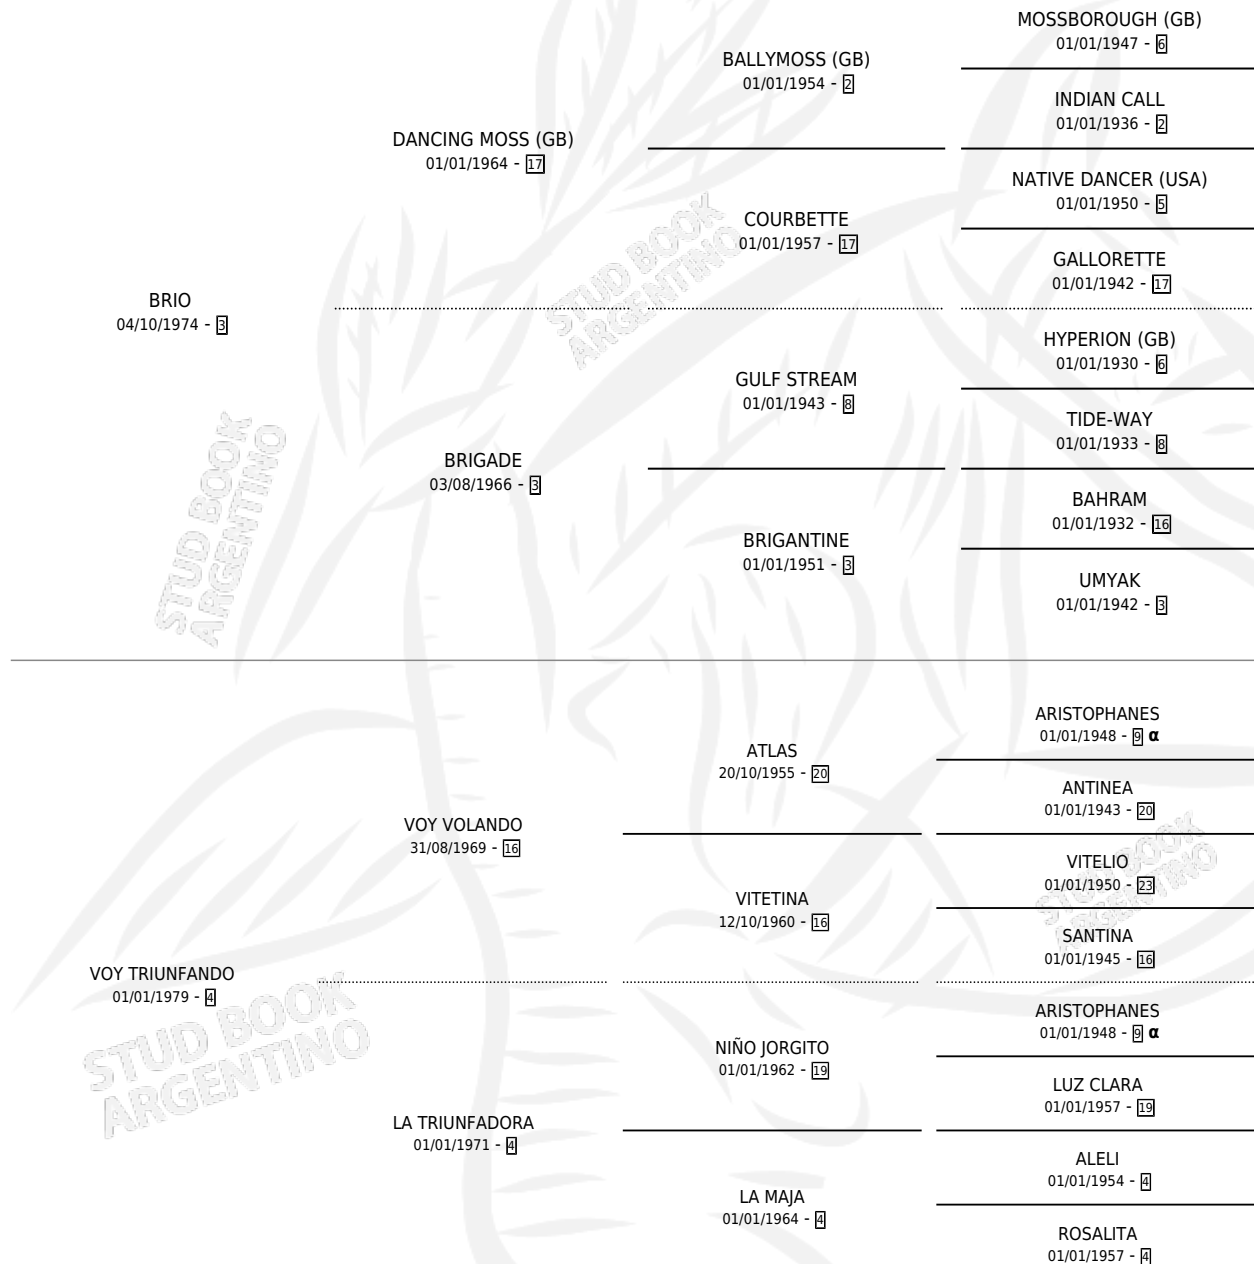 MOSSBOROUGH (GB)
01/01/1947 - 6
BALLYMOSS (GB)
01/01/1954 - 2
INDIAN CALL
01/01/1936 - 2
DANCING MOSS (GB)
01/01/1964 - 17
NATIVE DANCER (USA)
01/01/1950 - 5
COURBETTE
01/01/1957 - 17
GALLORETTE
01/01/1942 - 17
BRIO
04/10/1974 - 3
HYPERION (GB)
01/01/1930 - 6
GULF STREAM
01/01/1943 - 8
TIDE-WAY
01/01/1933 - 8
BRIGADE
03/08/1966 - 3
BAHRAM
01/01/1932 - 16
BRIGANTINE
01/01/1951 - 3
UMYAK
01/01/1942 - 3
STUD BOOK
ARGENTINO
STUD BOOK
ARGENTINO
ARISTOPHANES
01/01/1948 - 9 α
ATLAS
20/10/1955 - 20
ANTINEA
01/01/1943 - 20
VOY VOLANDO
31/08/1969 - 16
VITELIO
01/01/1950 - 23
VITETINA
12/10/1960 - 16
SANTINA
01/01/1945 - 16
VOY TRIUNFANDO
01/01/1979 - 4
ARISTOPHANES
01/01/1948 - 9 α
NIÑO JORGITO
01/01/1962 - 19
LUZ CLARA
01/01/1957 - 19
LA TRIUNFADORA
01/01/1971 - 4
ALELI
01/01/1954 - 4
LA MAJA
01/01/1964 - 4
ROSALITA
01/01/1957 - 4
STUD BOOK
ARGENTINO
STUD BOOK
ARGENTINO